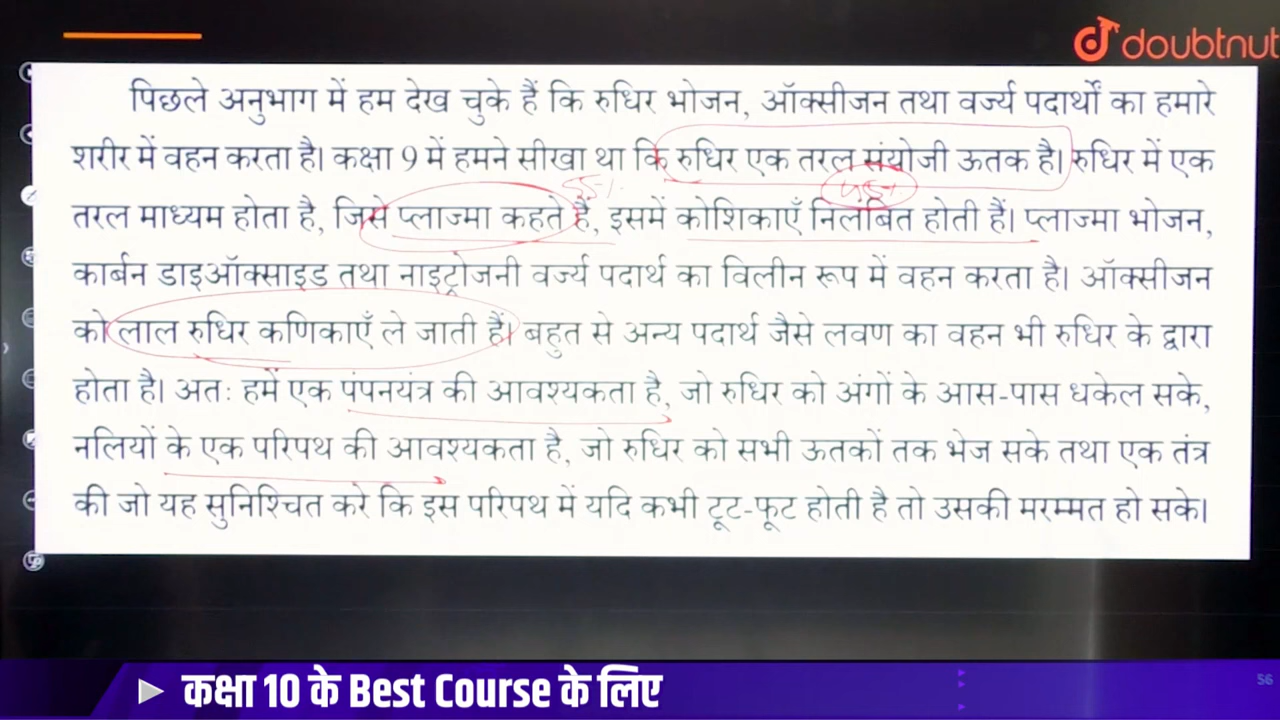 doubtnut
पिछले अनुभाग में हम देख चुके हैं कि रुधिर भोजन, ऑक्सीजन तथा वर्ज्य पदार्थों का हमारे
शरीर में वहन करता है। कक्षा 9 में हमने सीखा था कि रुधिर एक तरल संयोजी ऊतक है। रुधिर में एक
55%
45%
तरल माध्यम होता है, जिसे प्लाज्मा कहते हैं, इसमें कोशिकाएँ निलंबित होती हैं। प्लाज्मा भोजन,
कार्बन डाइऑक्साइड तथा नाइट्रोजनी वर्ज्य पदार्थ का विलीन रूप में वहन करता है। ऑक्सीजन
को लाल रुधिर कणिकाएँ ले जाती हैं। बहुत से अन्य पदार्थ जैसे लवण का वहन भी रुधिर के द्वारा
होता है। अतः हमें एक पंपनयंत्र की आवश्यकता है, जो रुधिर को अंगों के आस-पास धकेल सके,
नलियों के एक परिपथ की आवश्यकता है, जो रुधिर को सभी ऊतकों तक भेज सके तथा एक तंत्र
की जो यह सुनिश्चित करे कि इस परिपथ में यदि कभी टूट-फूट होती है तो उसकी मरम्मत हो सके।
कक्षा 10 के Best Course के लिए
56